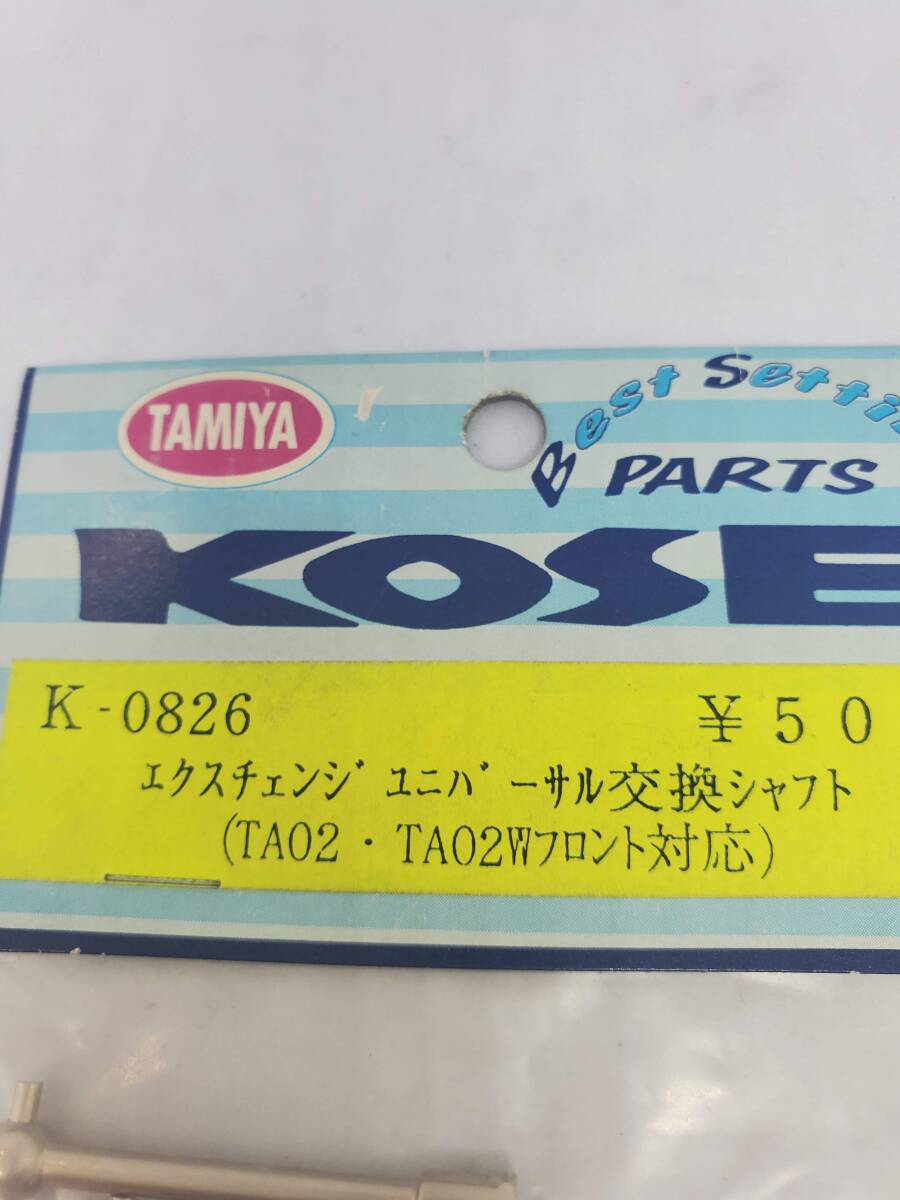 TAMIYA
Best Setti
PARTS
KOSE
K-0826 ¥50
エクスチェンジ ユニバーサル交換シャフト
(TA02・TA02Wフロント対応)